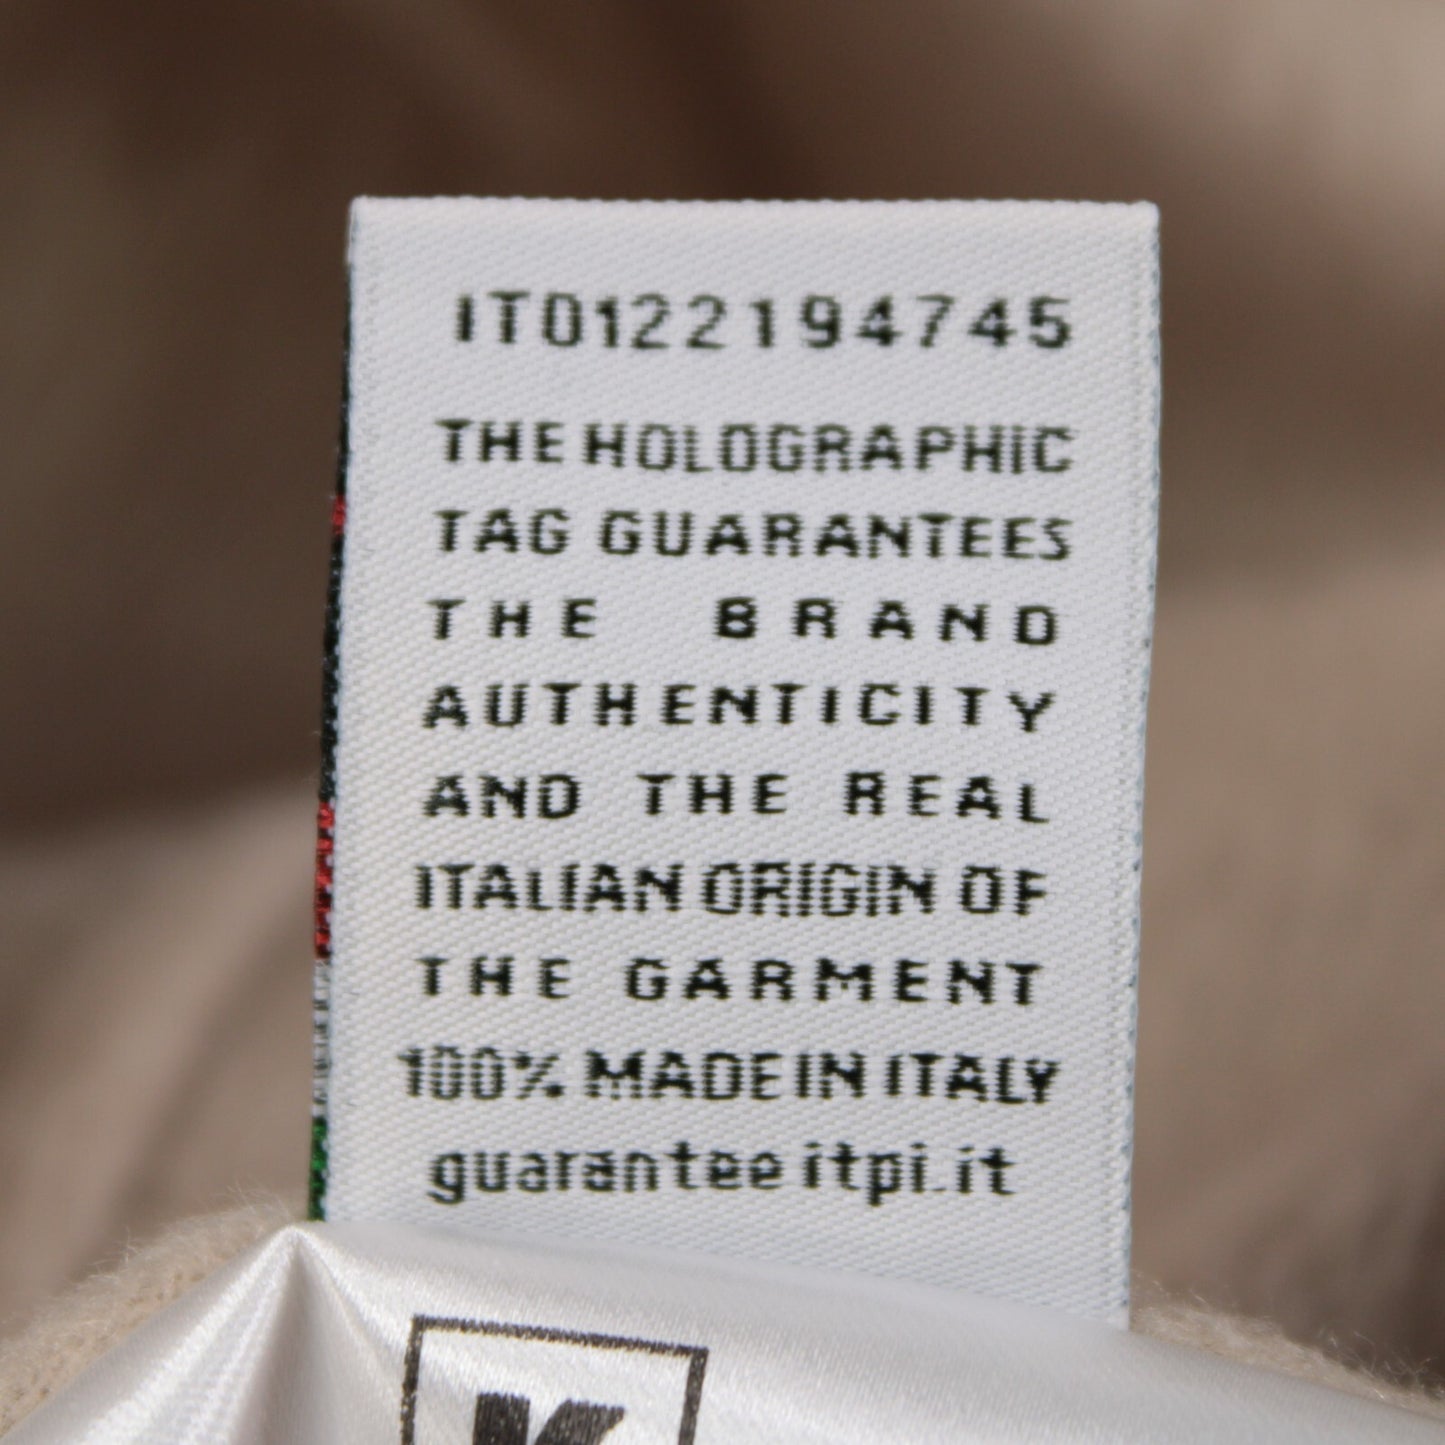 IT0122194745
THE HOLOGRAPHIC
TAG GUARANTEES
THE BRAND
AUTHENTICITY
AND THE REAL
ITALIAN ORIGIN OF
THE GARMENT
100% MADE IN ITALY
guarantee itpi.it
K